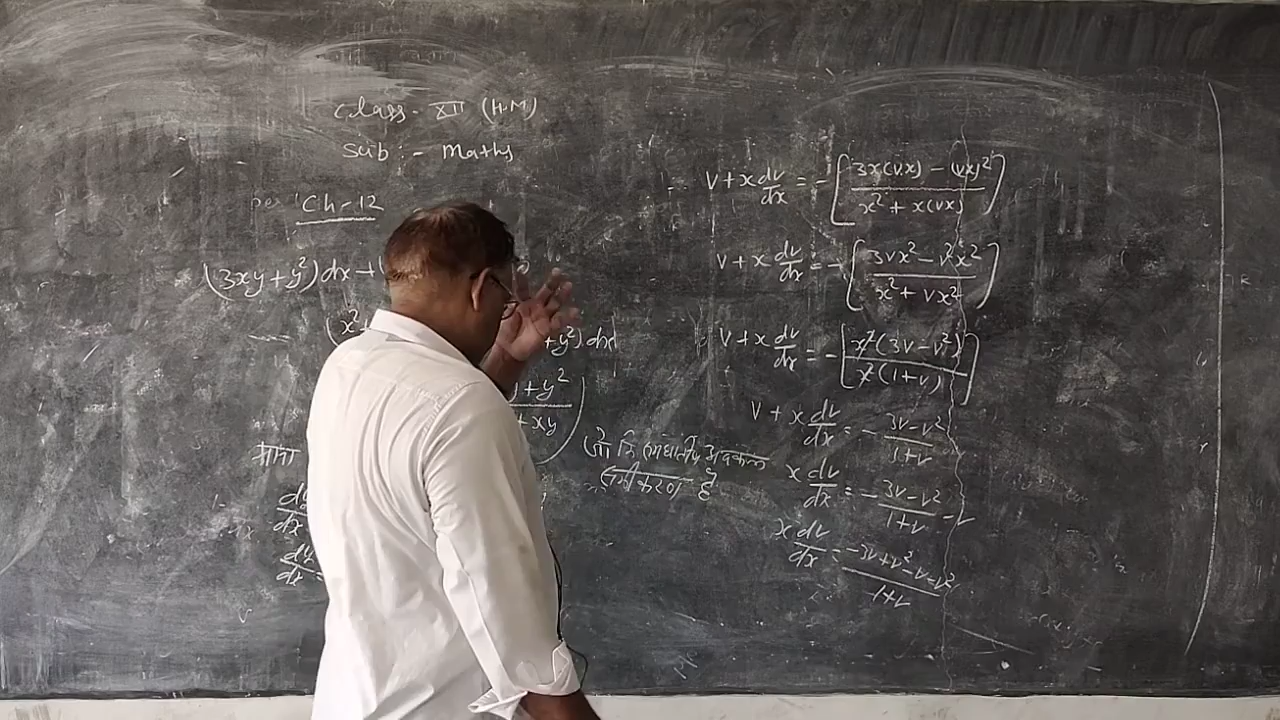 Class - XII (H.M)
Sub :- Maths
Ch-12
(3xy + y²) dx + (
(x² + y²) dx
y + y²
+ xy
माना
जो कि समघातीय अवकल
समीकरण है
dy/dx
dy/dx =
v + x dv/dx = - [ 3x(vx) - (vx)² / x² + x(vx) ]
v + x dv/dx = - [ 3vx² - v²x² / x² + vx² ]
v + x dv/dx = - [ x²(3v - v²) / x²(1+v) ]
v + x dv/dx = - 3v - v² / 1+v
x dv/dx = - 3v - v² / 1+v - v
x dv/dx = -3v + v² - v - v² / 1+v